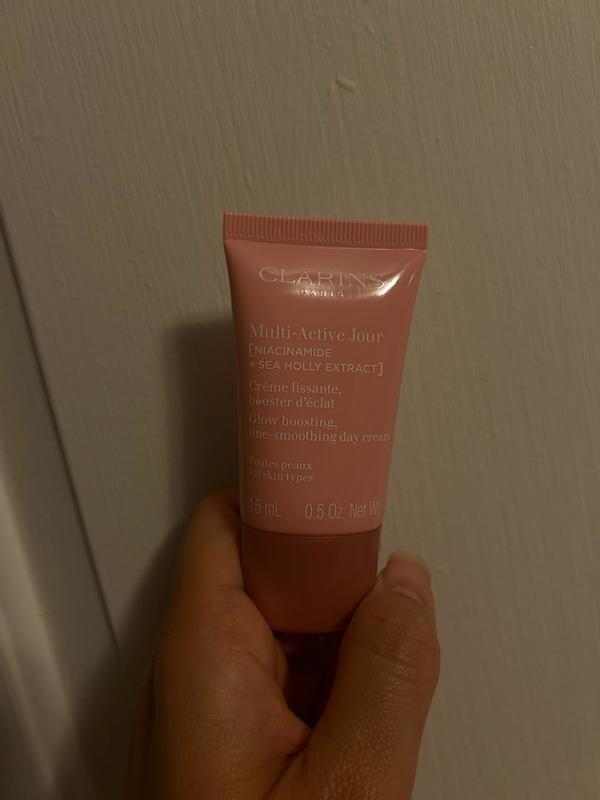 CLARINS
PARIS
Multi-Active Jour
[NIACINAMIDE
+ SEA HOLLY EXTRACT]
Crème lissante,
booster d'éclat
Glow boosting,
line-smoothing day cream
Toutes peaux
All skin types
15 mL 0.5 Oz. Net Wt.